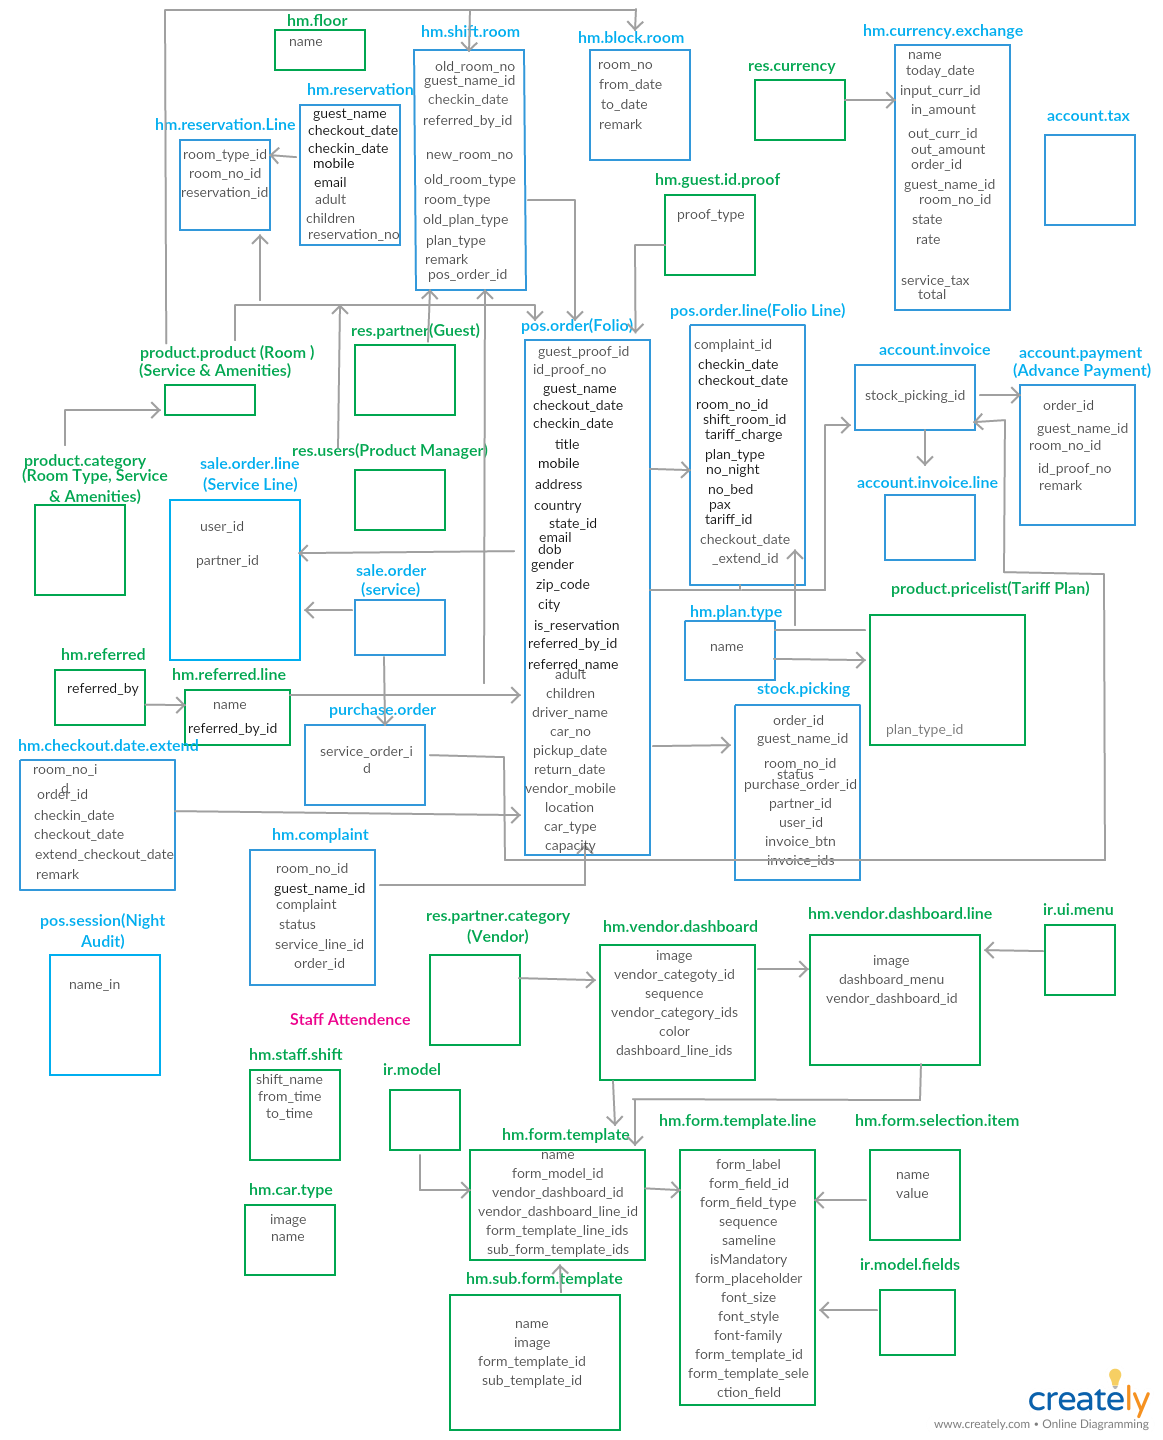 hm.floor
name
hm.shift.room
old_room_no
guest_name_id
checkin_date
referred_by_id
new_room_no
old_room_type
room_type
old_plan_type
plan_type
remark
pos_order_id
hm.block.room
room_no
from_date
to_date
remark
res.currency
hm.currency.exchange
name
today_date
input_curr_id
in_amount
out_curr_id
out_amount
order_id
guest_name_id
room_no_id
state
rate
service_tax
total
account.tax
hm.reservation
guest_name
checkout_date
checkin_date
mobile
email
adult
children
reservation_no
hm.reservation.Line
room_type_id
room_no_id
reservation_id
hm.guest.id.proof
proof_type
product.product (Room )
(Service & Amenities)
res.partner(Guest)
pos.order(Folio)
guest_proof_id
id_proof_no
guest_name
checkout_date
checkin_date
title
mobile
address
country
state_id
email
dob
gender
zip_code
city
is_reservation
referred_by_id
referred_name
adult
children
driver_name
car_no
pickup_date
return_date
vendor_mobile
location
car_type
capacity
pos.order.line(Folio Line)
complaint_id
checkin_date
checkout_date
room_no_id
shift_room_id
tariff_charge
plan_type
no_night
no_bed
pax
tariff_id
checkout_date
_extend_id
account.invoice
stock_picking_id
account.payment
(Advance Payment)
order_id
guest_name_id
room_no_id
id_proof_no
remark
account.invoice.line
product.category
(Room Type, Service
& Amenities)
sale.order.line
(Service Line)
user_id
partner_id
res.users(Product Manager)
sale.order
(service)
hm.plan.type
name
product.pricelist(Tariff Plan)
plan_type_id
hm.referred
referred_by
hm.referred.line
name
referred_by_id
purchase.order
service_order_i
d
stock.picking
order_id
guest_name_id
room_no_id
status
purchase_order_id
partner_id
user_id
invoice_btn
invoice_ids
hm.checkout.date.extend
room_no_i
d
order_id
checkin_date
checkout_date
extend_checkout_date
remark
hm.complaint
room_no_id
guest_name_id
complaint
status
service_line_id
order_id
pos.session(Night
Audit)
name_in
res.partner.category
(Vendor)
hm.vendor.dashboard
image
vendor_categoty_id
sequence
vendor_category_ids
color
dashboard_line_ids
hm.vendor.dashboard.line
image
dashboard_menu
vendor_dashboard_id
ir.ui.menu
Staff Attendence
hm.staff.shift
shift_name
from_time
to_time
ir.model
hm.car.type
image
name
hm.form.template
name
form_model_id
vendor_dashboard_id
vendor_dashboard_line_id
form_template_line_ids
sub_form_template_ids
hm.form.template.line
form_label
form_field_id
form_field_type
sequence
sameline
isMandatory
form_placeholder
font_size
font_style
font-family
form_template_id
form_template_sele
ction_field
hm.form.selection.item
name
value
ir.model.fields
hm.sub.form.template
name
image
form_template_id
sub_template_id
creately
www.creately.com • Online Diagramming